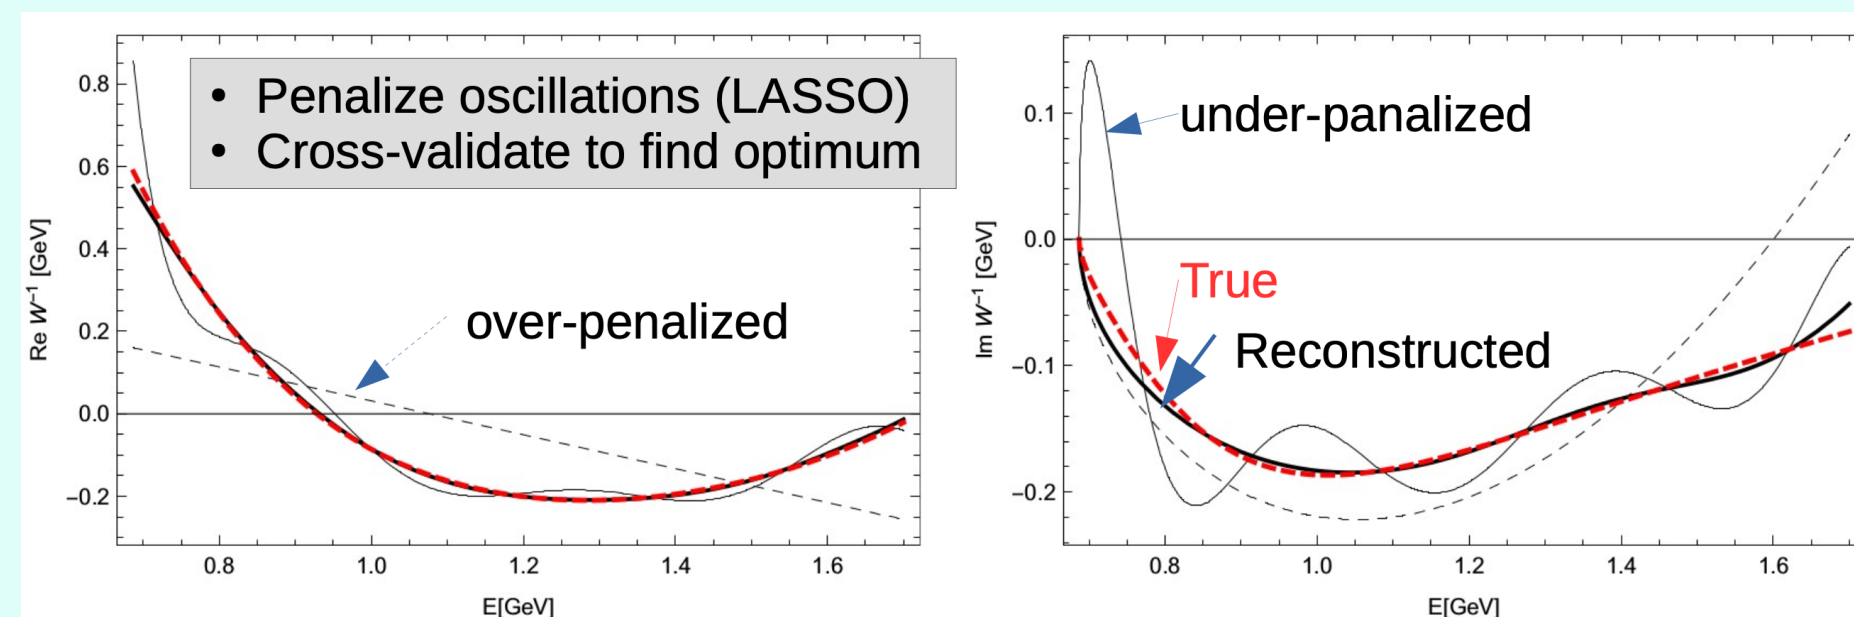 • Penalize oscillations (LASSO)
• Cross-validate to find optimum
over-penalized
Re W⁻¹ [GeV]
0.8
0.6
0.4
0.2
0.0
−0.2
0.8 1.0 1.2 1.4 1.6
E[GeV]
under-panalized
True
Reconstructed
Im W⁻¹ [GeV]
0.1
0.0
−0.1
−0.2
0.8 1.0 1.2 1.4 1.6
E[GeV]